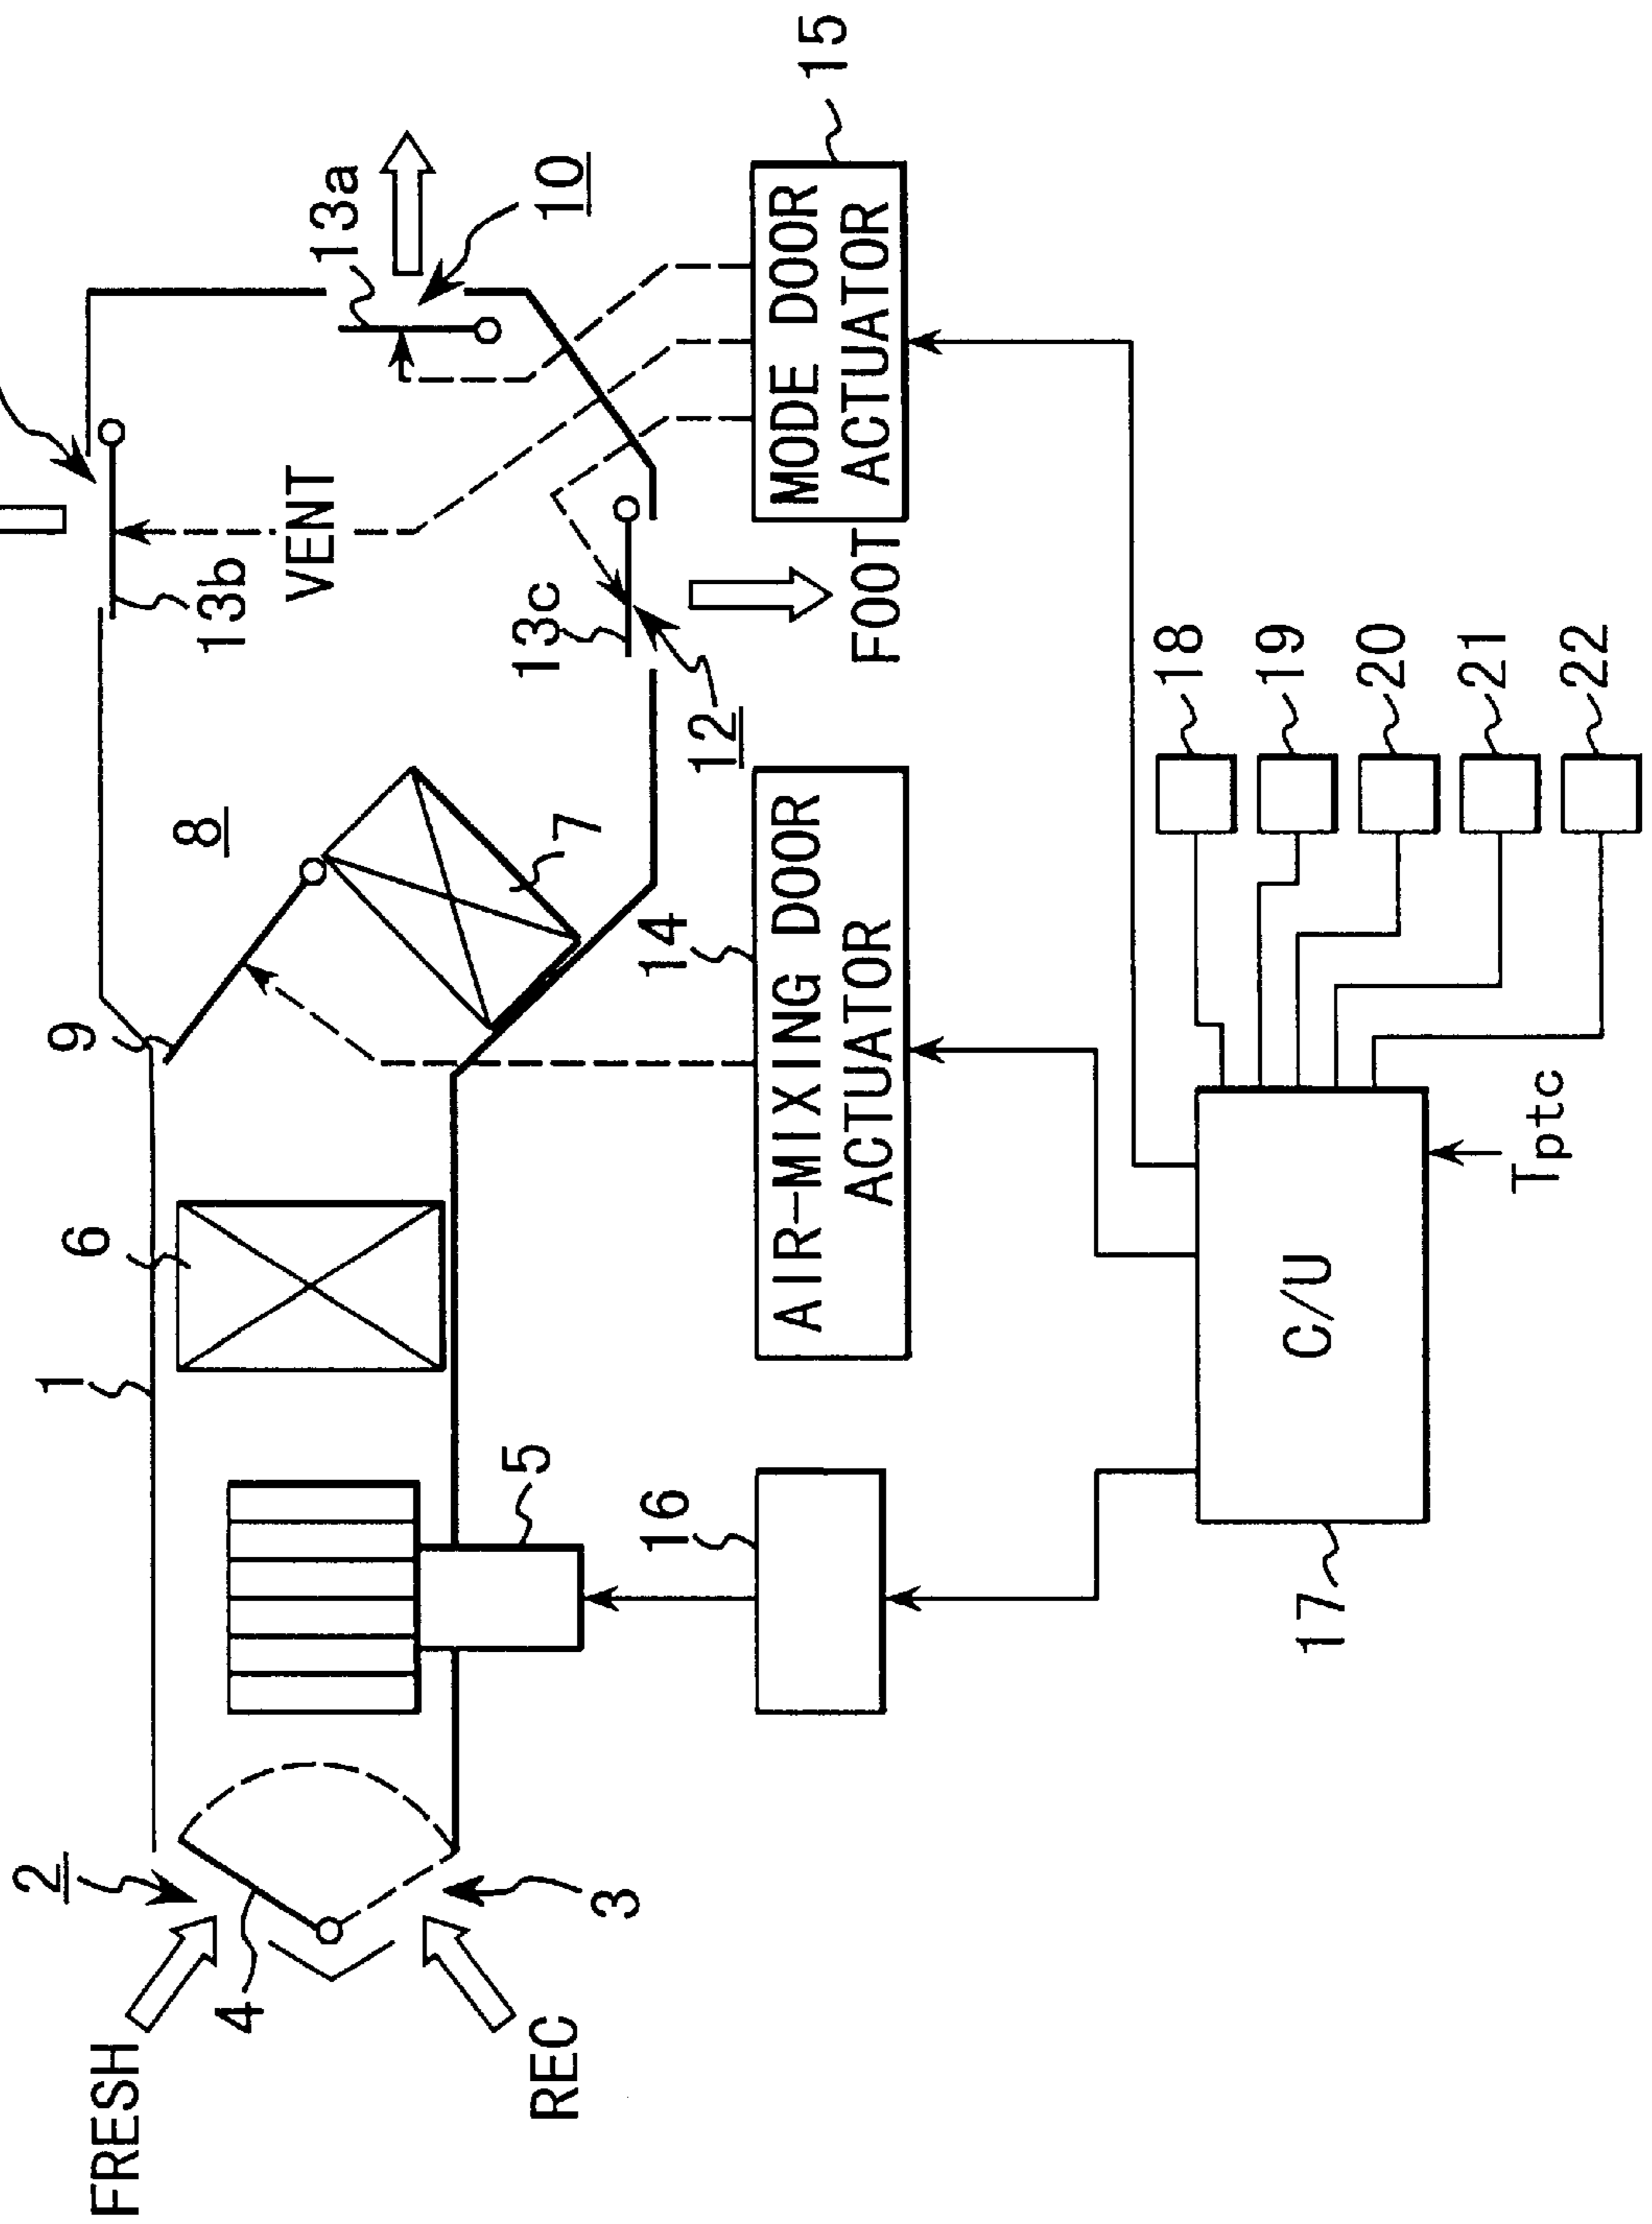 13a
10
13b
VENT
13c
12
FOOT
15
MODE DOOR
ACTUATOR
8
9
7
14
AIR-MIXING DOOR
ACTUATOR
6
1
5
16
2
FRESH
4
3
REC
18
19
20
21
22
C/U
17
Tptc